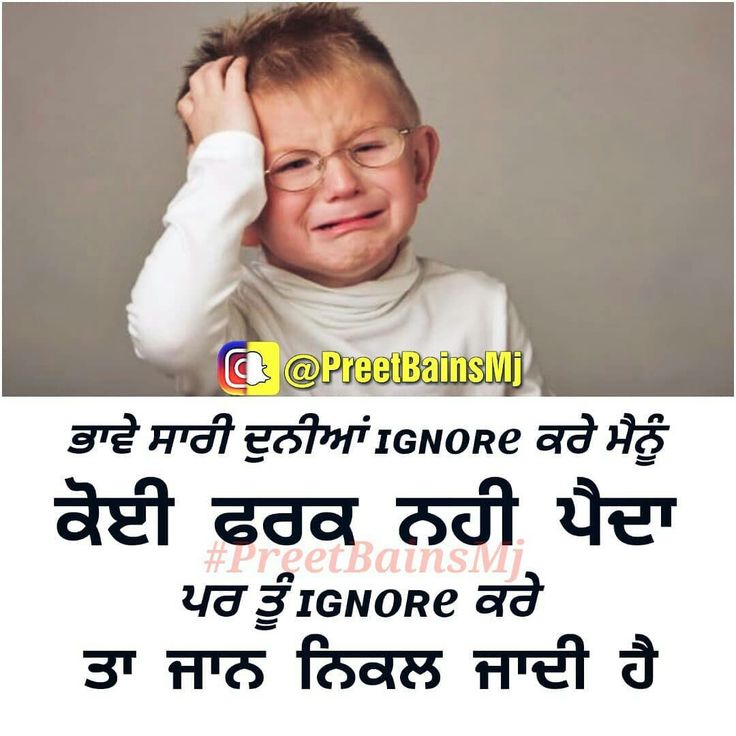 @PreetBainsMj
ਭਾਵੇ ਸਾਰੀ ਦੁਨੀਆਂ IGNORe ਕਰੇ ਮੈਨੂੰ
ਕੋਈ ਫਰਕ ਨਹੀ ਪੈਦਾ
#PreetBainsMj
ਪਰ ਤੂੰ IGNORe ਕਰੇ
ਤਾ ਜਾਨ ਨਿਕਲ ਜਾਦੀ ਹੈ